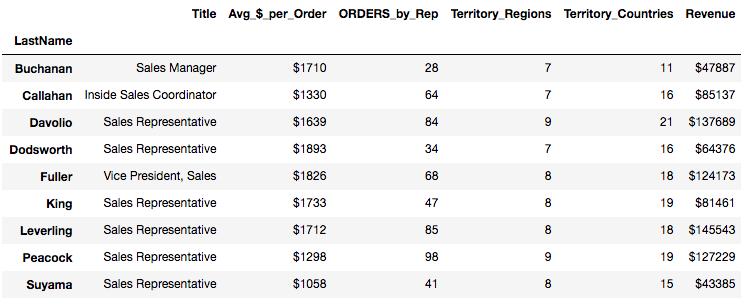 Title Avg_$_per_Order ORDERS_by_Rep Territory_Regions Territory_Countries Revenue
LastName
Buchanan Sales Manager $1710 28 7 11 $47887
Callahan Inside Sales Coordinator $1330 64 7 16 $85137
Davolio Sales Representative $1639 84 9 21 $137689
Dodsworth Sales Representative $1893 34 7 16 $64376
Fuller Vice President, Sales $1826 68 8 18 $124173
King Sales Representative $1733 47 8 19 $81461
Leverling Sales Representative $1712 85 8 18 $145543
Peacock Sales Representative $1298 98 9 19 $127229
Suyama Sales Representative $1058 41 8 15 $43385